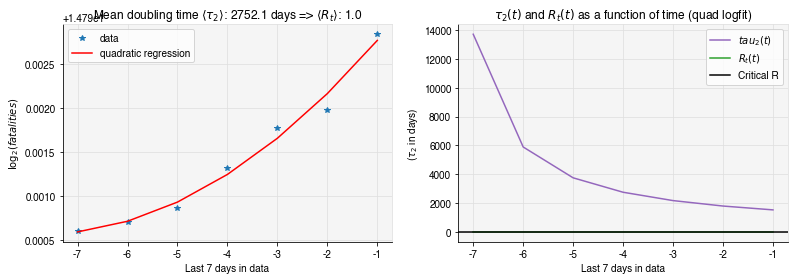 Mean doubling time ⟨τ₂⟩: 2752.1 days => ⟨Rₜ⟩: 1.0
data
quadratic regression
0.0025
0.0020
0.0015
0.0010
0.0005
log₂(fatalities)
-7 -6 -5 -4 -3 -2 -1
Last 7 days in data
τ₂(t) and Rₜ(t) as a function of time (quad logfit)
tau₂(t)
Rₜ(t)
Critical R
14000
12000
10000
8000
6000
4000
2000
0
(τ₂ in days)
-7 -6 -5 -4 -3 -2 -1
Last 7 days in data